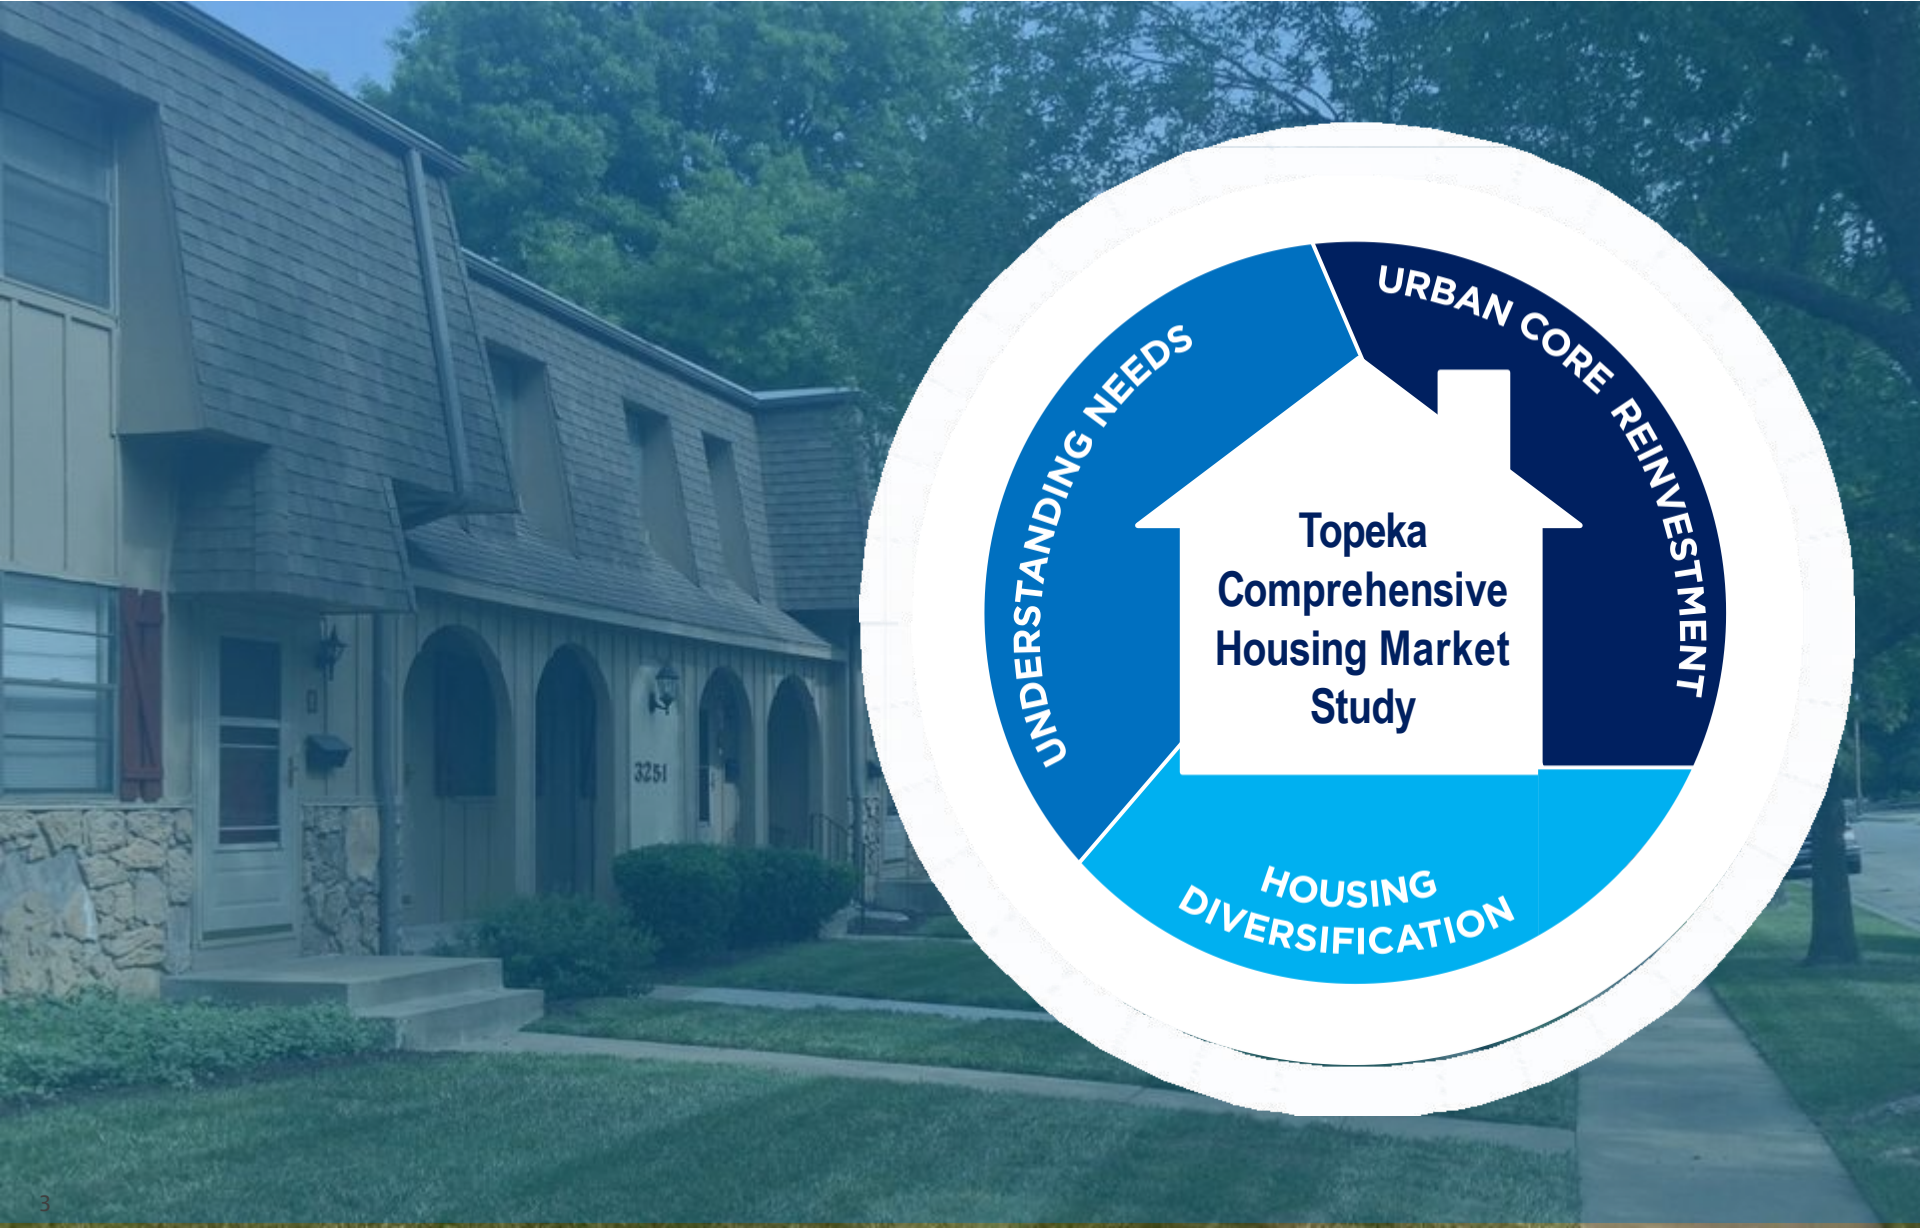 URBAN CORE REINVESTMENT
UNDERSTANDING NEEDS
Topeka
Comprehensive
Housing Market
Study
HOUSING
DIVERSIFICATION
3251
3